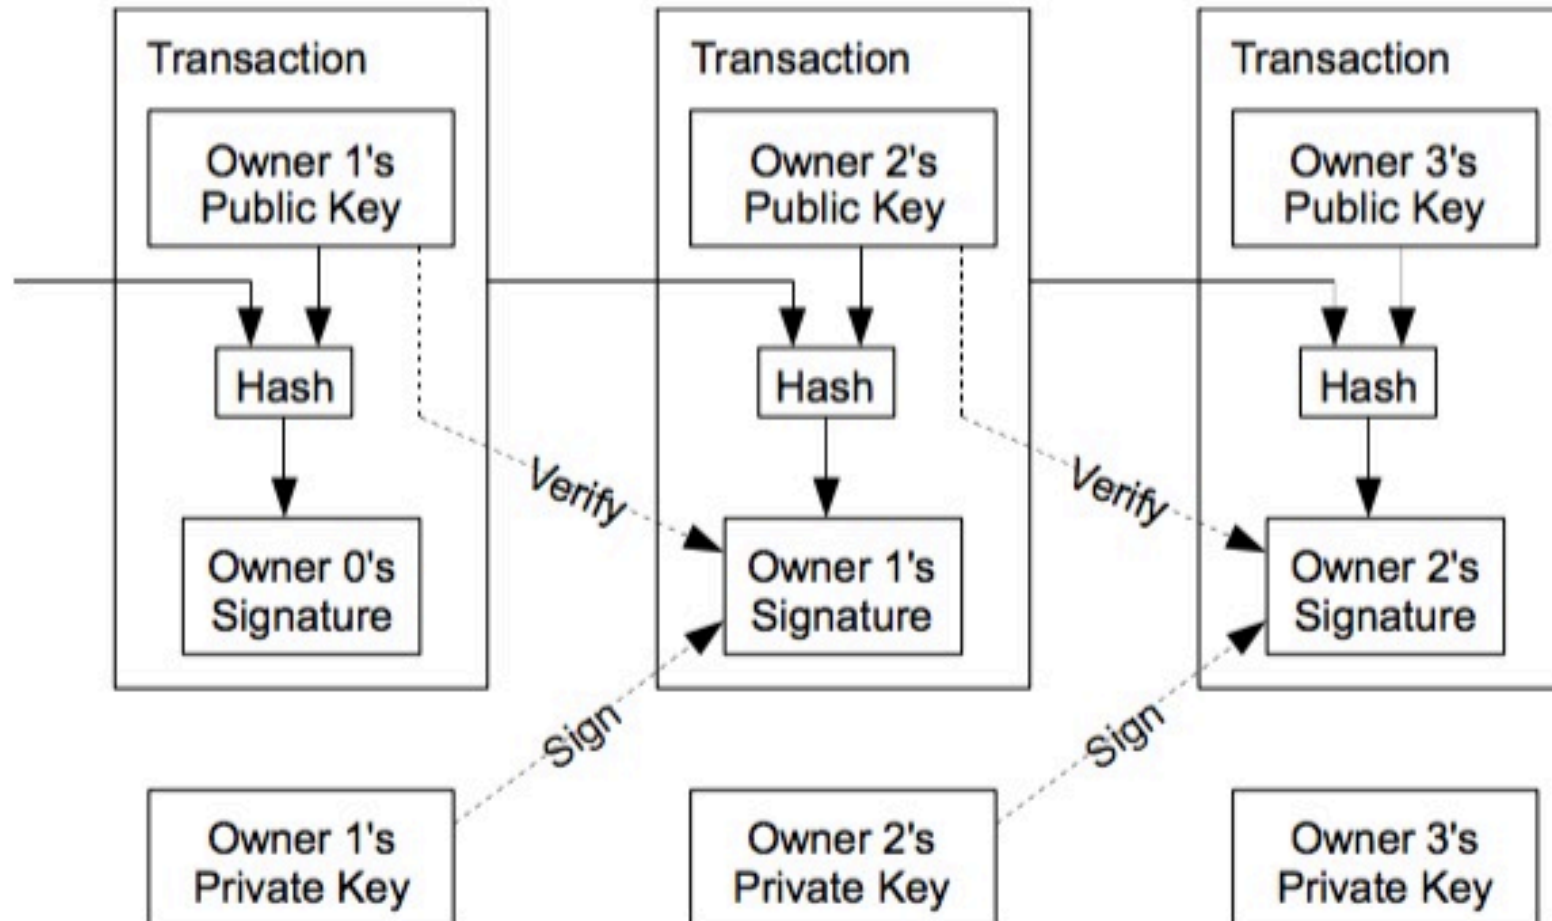 Transaction
Owner 1's
Public Key
Hash
Owner 0's
Signature
Verify
Sign
Owner 1's
Private Key
Transaction
Owner 2's
Public Key
Hash
Owner 1's
Signature
Verify
Sign
Owner 2's
Private Key
Transaction
Owner 3's
Public Key
Hash
Owner 2's
Signature
Owner 3's
Private Key